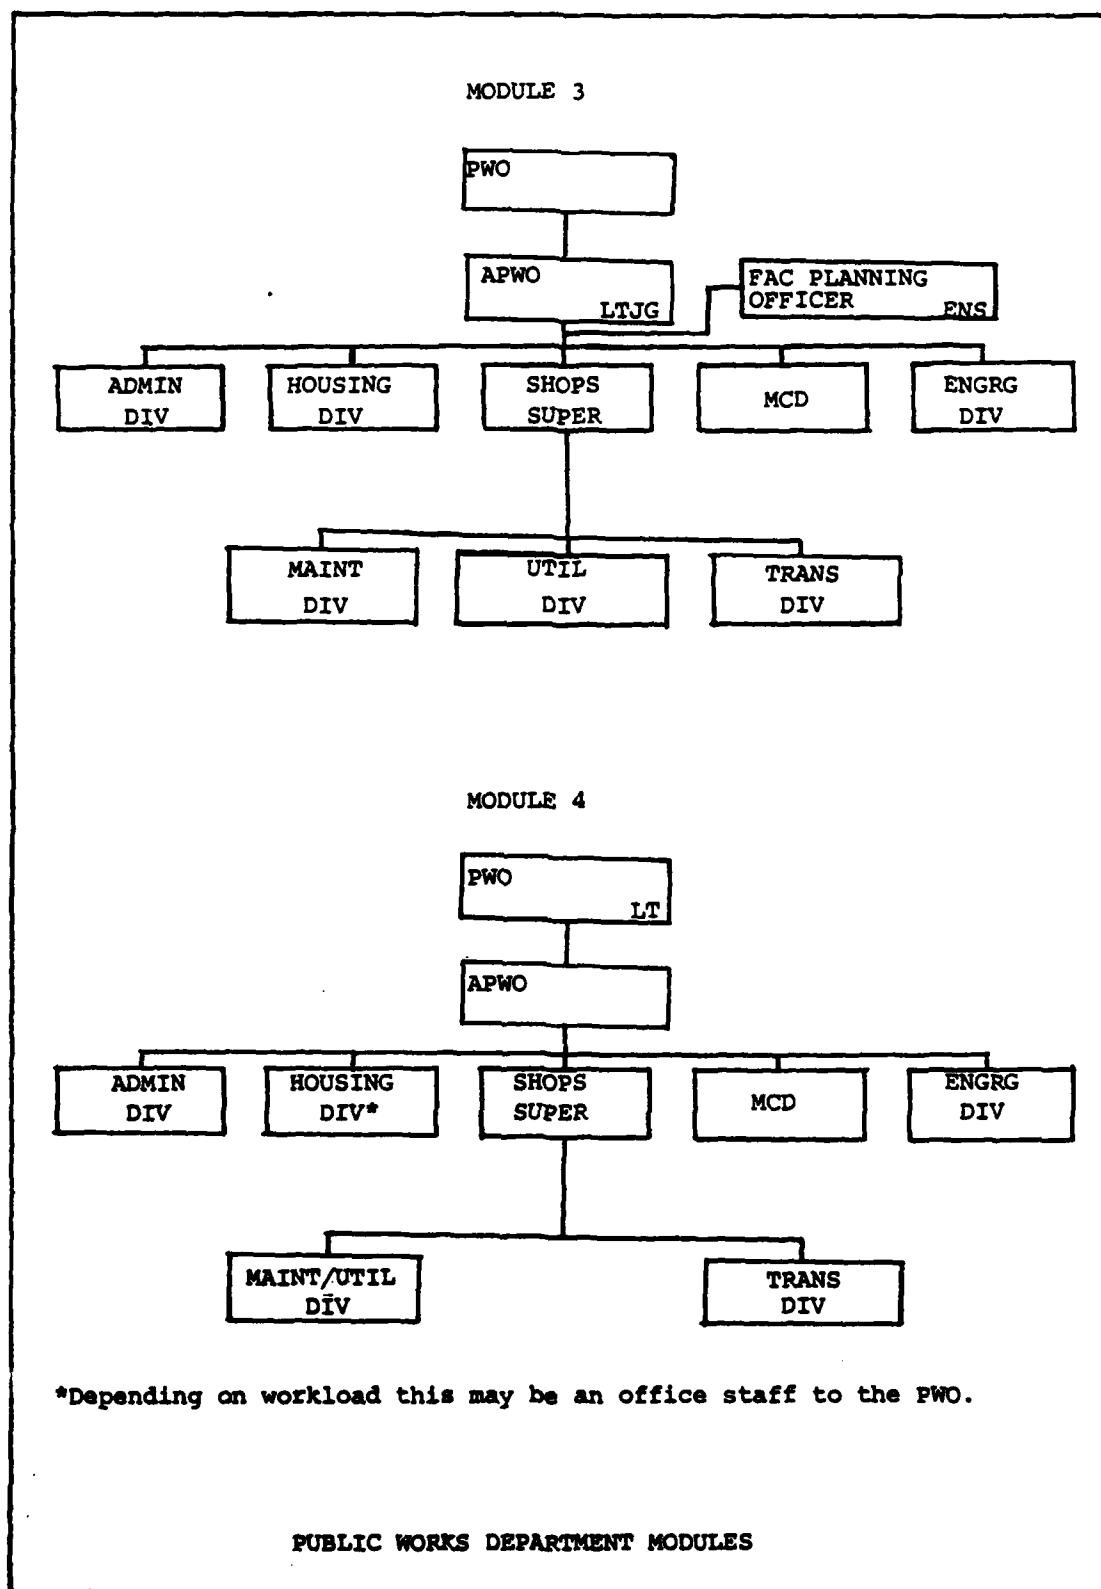 MODULE 3
PWO
APWO
LTJG
FAC PLANNING
OFFICER ENS
ADMIN
DIV
HOUSING
DIV
SHOPS
SUPER
MCD
ENGRG
DIV
MAINT
DIV
UTIL
DIV
TRANS
DIV
MODULE 4
PWO
LT
APWO
ADMIN
DIV
HOUSING
DIV*
SHOPS
SUPER
MCD
ENGRG
DIV
MAINT/UTIL
DIV
TRANS
DIV
*Depending on workload this may be an office staff to the PWO.
PUBLIC WORKS DEPARTMENT MODULES